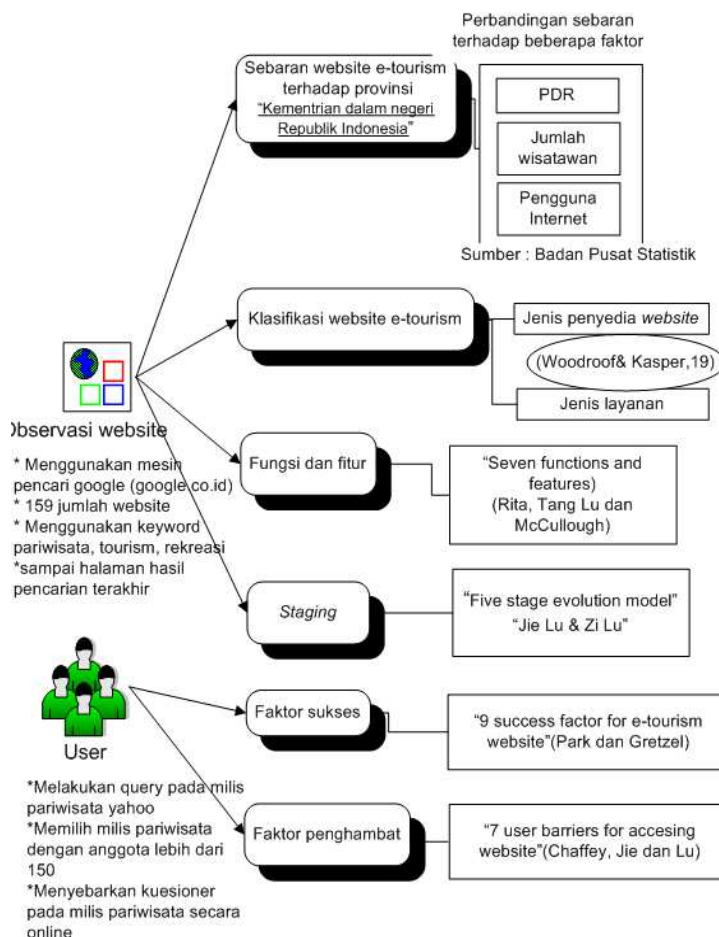 Perbandingan sebaran
terhadap beberapa faktor
Sebaran website e-tourism
terhadap provinsi
“Kementrian dalam negeri
Republik Indonesia”
PDR
Jumlah
wisatawan
Pengguna
Internet
Sumber : Badan Pusat Statistik
Klasifikasi website e-tourism
Jenis penyedia website
(Woodroof& Kasper,19)
Jenis layanan
Observasi website
* Menggunakan mesin
pencari google (google.co.id)
* 159 jumlah website
* Menggunakan keyword
pariwisata, tourism, rekreasi
*sampai halaman hasil
pencarian terakhir
Fungsi dan fitur
“Seven functions and
features)
(Rita, Tang Lu dan
McCullough)
Staging
“Five stage evolution model”
“Jie Lu & Zi Lu”
User
*Melakukan query pada milis
pariwisata yahoo
*Memilih milis pariwisata
dengan anggota lebih dari
150
*Menyebarkan kuesioner
pada milis pariwisata secara
online
Faktor sukses
“9 success factor for e-tourism
website”(Park dan Gretzel)
Faktor penghambat
“7 user barriers for accesing
website”(Chaffey, Jie dan Lu)